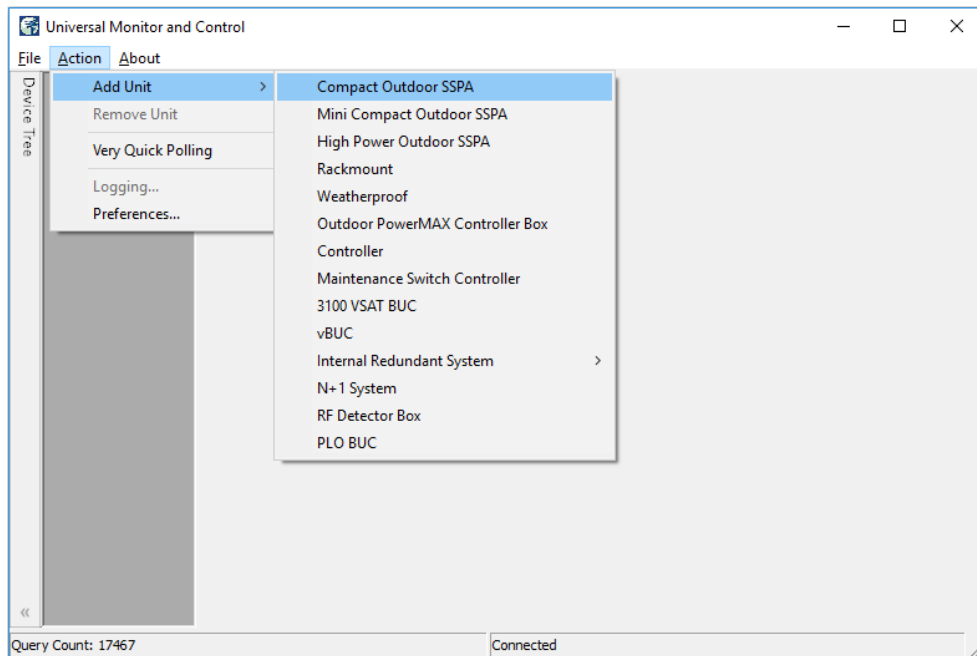 Universal Monitor and Control
File Action About
Device Tree
Add Unit
Remove Unit
Very Quick Polling
Logging...
Preferences...
Compact Outdoor SSPA
Mini Compact Outdoor SSPA
High Power Outdoor SSPA
Rackmount
Weatherproof
Outdoor PowerMAX Controller Box
Controller
Maintenance Switch Controller
3100 VSAT BUC
vBUC
Internal Redundant System
N+1 System
RF Detector Box
PLO BUC
Query Count: 17467
Connected